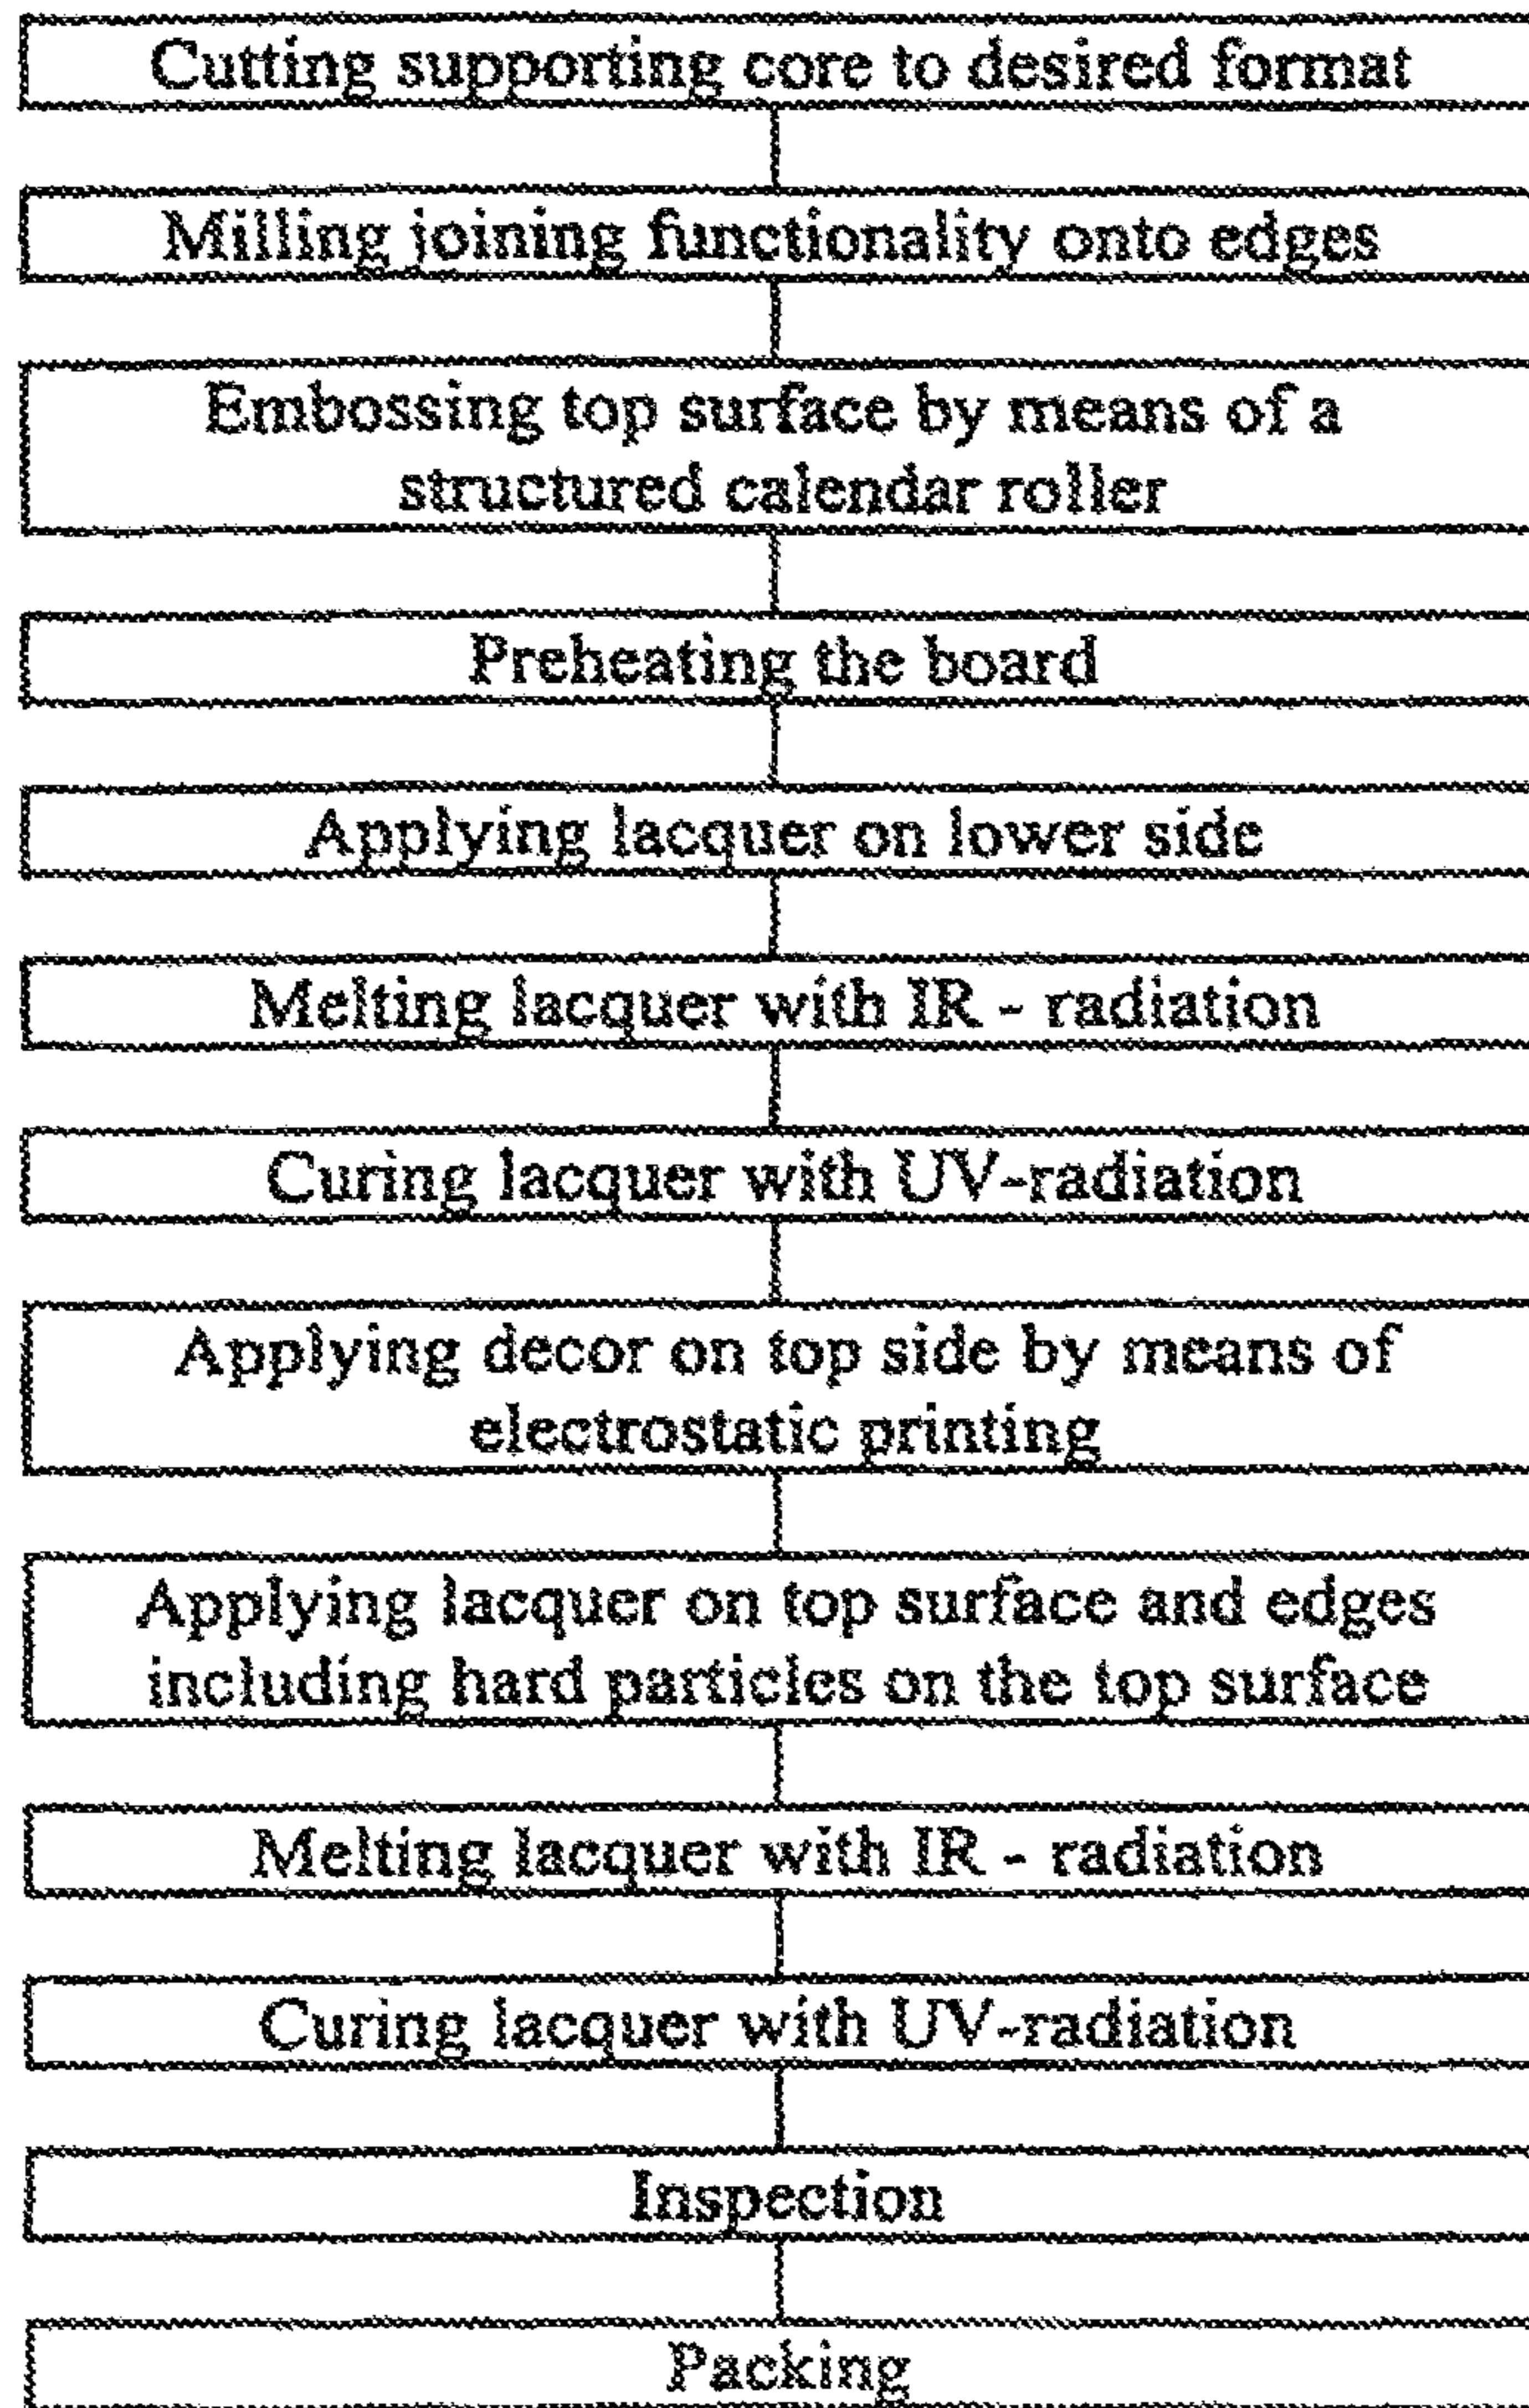 Cutting supporting core to desired format
Milling joining functionality onto edges
Embossing top surface by means of a
structured calendar roller
Preheating the board
Applying lacquer on lower side
Melting lacquer with IR - radiation
Curing lacquer with UV-radiation
Applying decor on top side by means of
electrostatic printing
Applying lacquer on top surface and edges
including hard particles on the top surface
Melting lacquer with IR - radiation
Curing lacquer with UV-radiation
Inspection
Packing